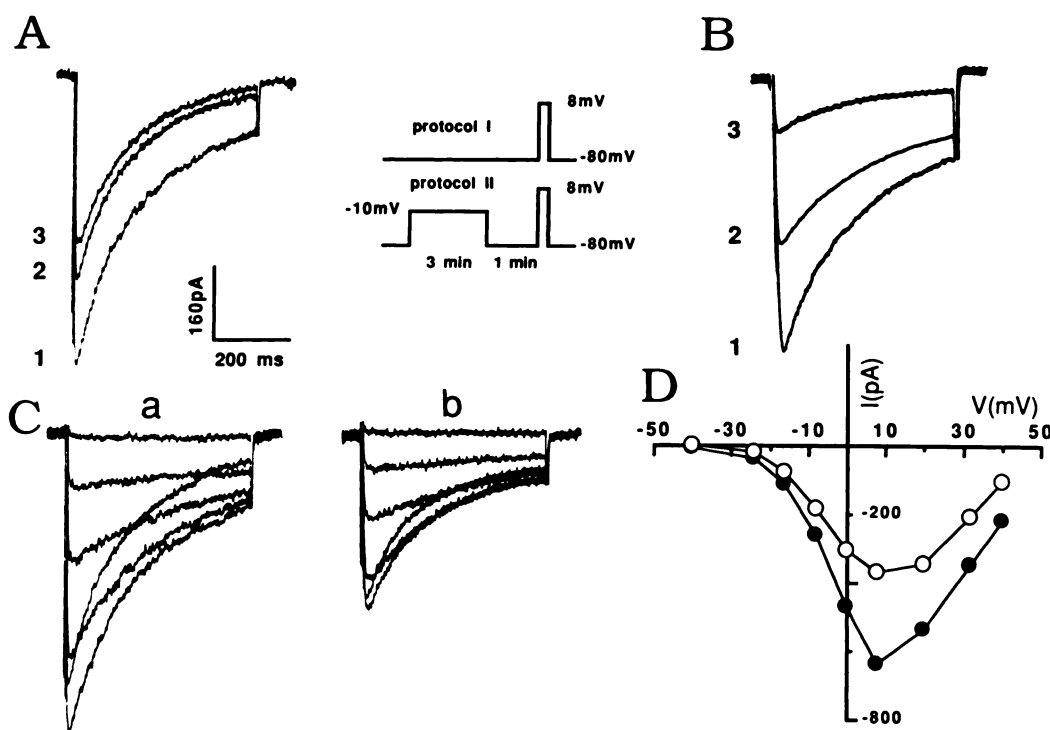 A
3
2
1
160pA
200 ms
protocol I
8mV
-80mV
protocol II
-10mV
8mV
-80mV
3 min
1 min
B
3
2
1
C
a
b
D
I(pA)
V(mV)
-50
-30
-10
10
30
50
-200
-800